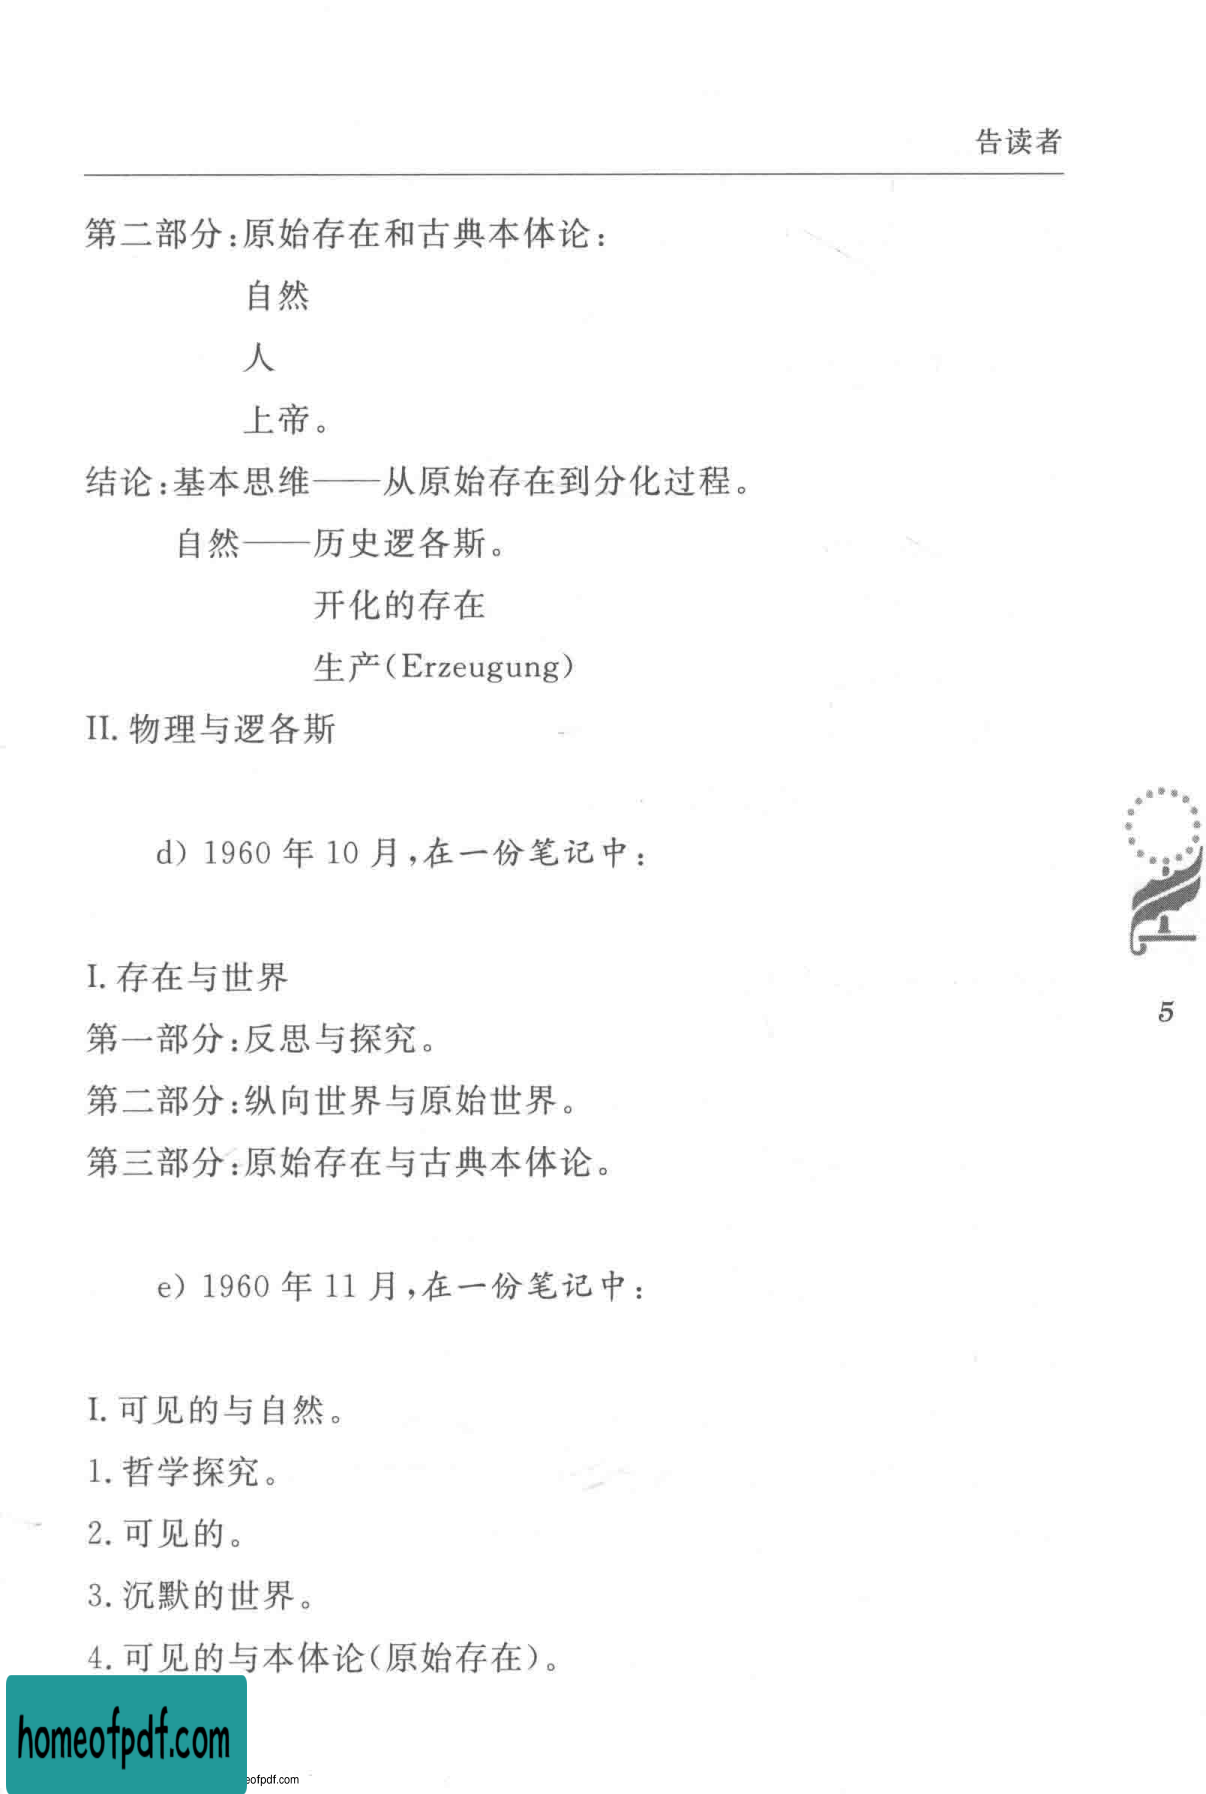 告读者
第二部分:原始存在和古典本体论:
自然
人
上帝。
结论:基本思维——从原始存在到分化过程。
自然——历史逻各斯。
开化的存在
生产(Erzeugung)
II. 物理与逻各斯
d) 1960 年 10 月,在一份笔记中:
I. 存在与世界
第一部分:反思与探究。
第二部分:纵向世界与原始世界。
第三部分:原始存在与古典本体论。
5
e) 1960 年 11 月,在一份笔记中:
I. 可见的与自然。
1. 哲学探究。
2. 可见的。
3. 沉默的世界。
4. 可见的与本体论(原始存在)。
homeofpdf.com
eofpdf.com